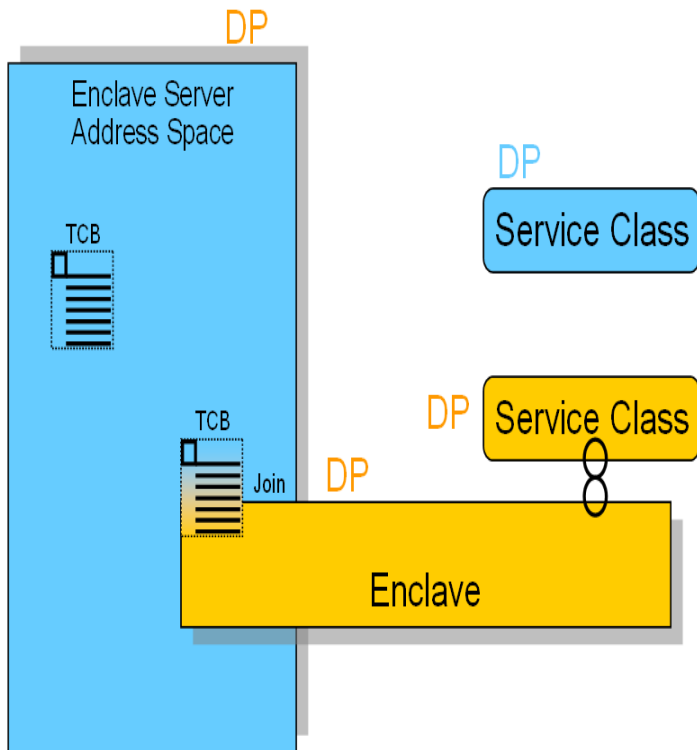 DP
Enclave Server
Address Space
DP
Service Class
TCB
DP
Service Class
TCB
Join
DP
Enclave